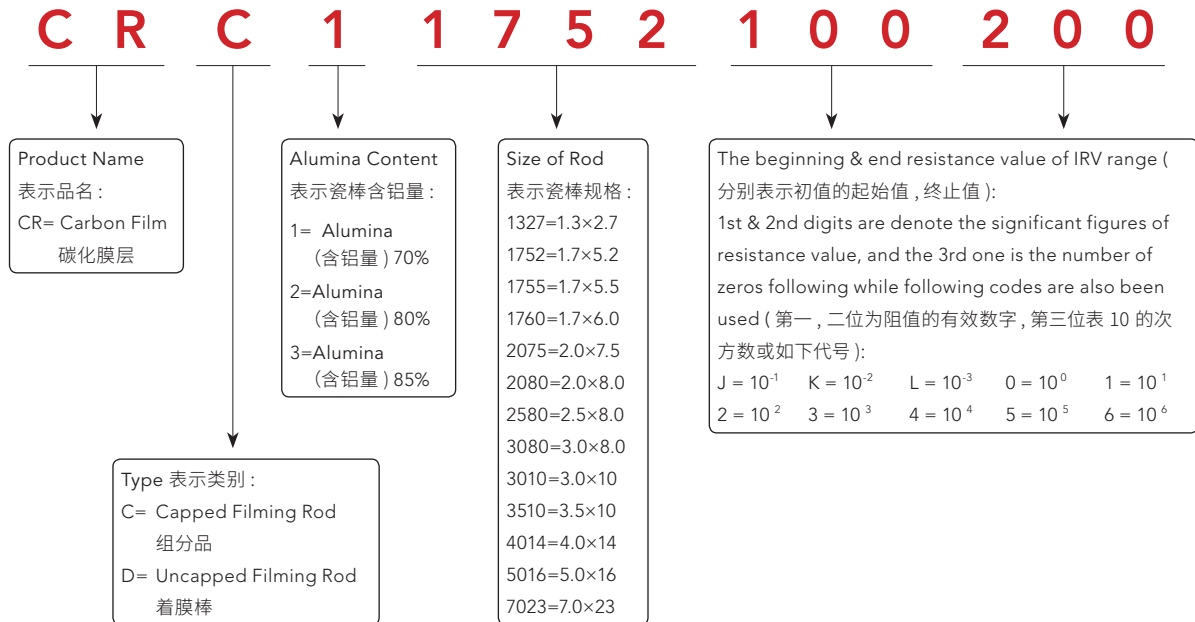 C R C 1 1 7 5 2 1 0 0 2 0 0
Product Name
表示品名 :
CR= Carbon Film
碳化膜层
Alumina Content
表示瓷棒含铝量 :
1= Alumina
(含铝量 ) 70%
2=Alumina
(含铝量 ) 80%
3=Alumina
(含铝量 ) 85%
Size of Rod
表示瓷棒规格 :
1327=1.3×2.7
1752=1.7×5.2
1755=1.7×5.5
1760=1.7×6.0
2075=2.0×7.5
2080=2.0×8.0
2580=2.5×8.0
3080=3.0×8.0
3010=3.0×10
3510=3.5×10
4014=4.0×14
5016=5.0×16
7023=7.0×23
The beginning & end resistance value of IRV range (
分别表示初值的起始值 , 终止值 ):
1st & 2nd digits are denote the significant figures of
resistance value, and the 3rd one is the number of
zeros following while following codes are also been
used ( 第一 , 二位为阻值的有效数字 , 第三位表 10 的次
方数或如下代号 ):
J = 10⁻¹ K = 10⁻² L = 10⁻³ 0 = 10⁰ 1 = 10¹
2 = 10² 3 = 10³ 4 = 10⁴ 5 = 10⁵ 6 = 10⁶
Type 表示类别 :
C= Capped Filming Rod
组分品
D= Uncapped Filming Rod
着膜棒